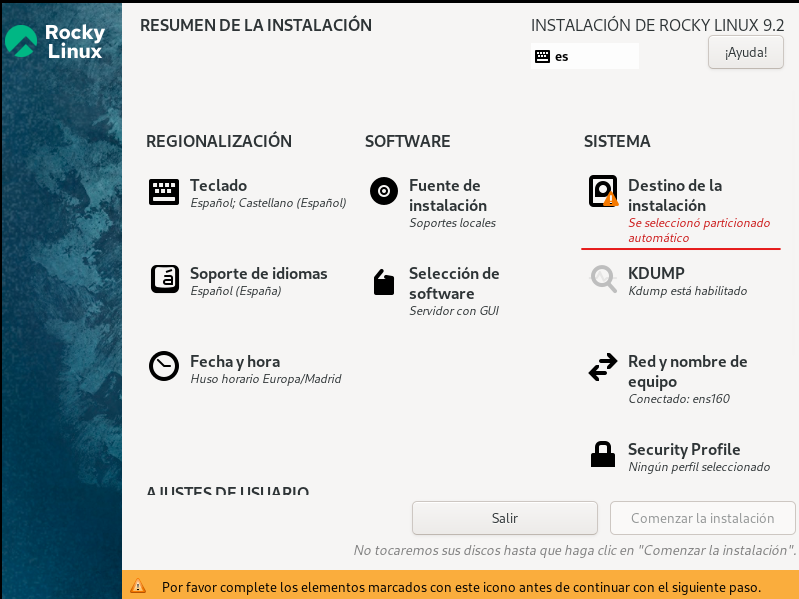 Rocky
Linux
RESUMEN DE LA INSTALACIÓN
INSTALACIÓN DE ROCKY LINUX 9.2
es
¡Ayuda!
REGIONALIZACIÓN
Teclado
Español; Castellano (Español)
Soporte de idiomas
Español (España)
Fecha y hora
Huso horario Europa/Madrid
SOFTWARE
Fuente de
instalación
Soportes locales
Selección de
software
Servidor con GUI
SISTEMA
Destino de la
instalación
Se seleccionó particionado
automático
KDUMP
Kdump está habilitado
Red y nombre de
equipo
Conectado: ens160
Security Profile
Ningún perfil seleccionado
AJUSTES DE USUARIO
Salir
Comenzar la instalación
No tocaremos sus discos hasta que haga clic en "Comenzar la instalación".
Por favor complete los elementos marcados con este icono antes de continuar con el siguiente paso.